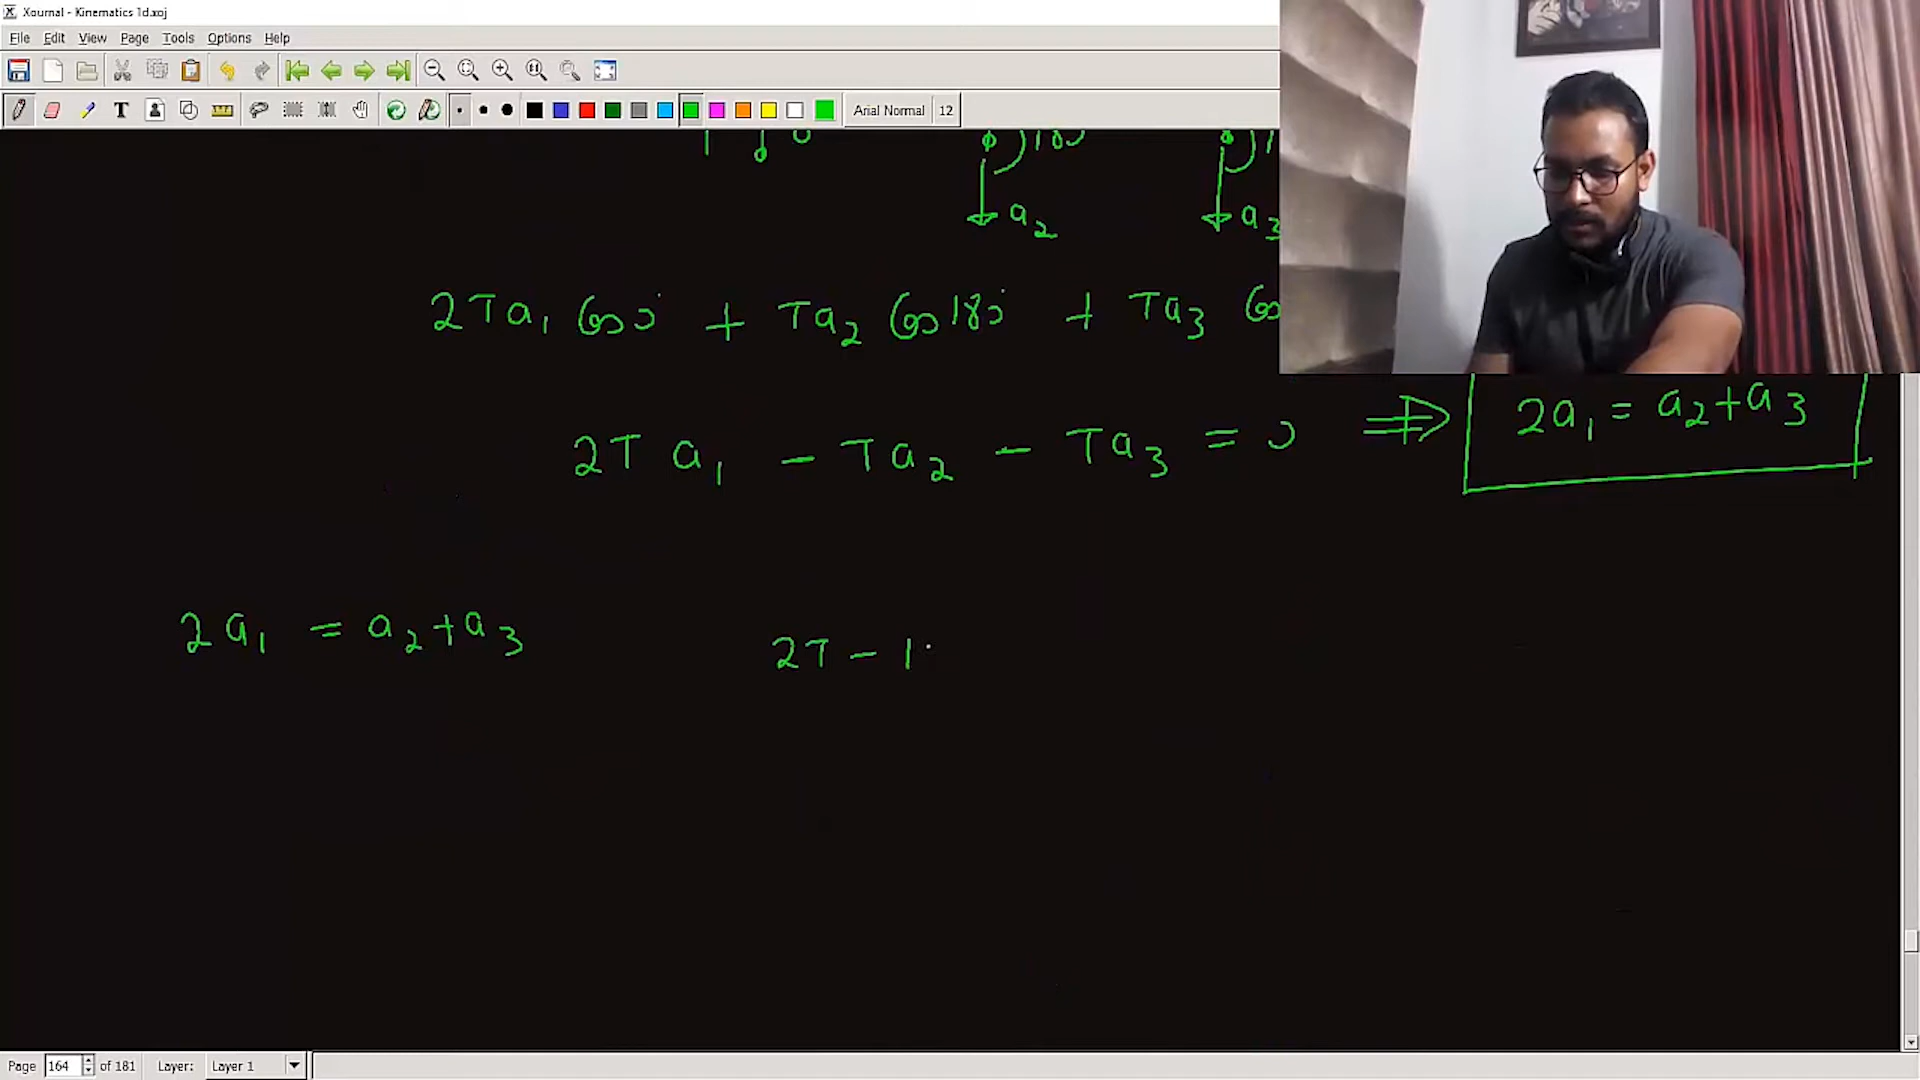 Xournal - Kinematics 1d.xoj
File Edit View Page Tools Options Help
Arial Normal 12
a2 a3
2Ta1 Cos0 + Ta2 Cos180 + Ta3 Cos
2T a1 - Ta2 - Ta3 = 0 ⇒ 2a1 = a2+a3
2a1 = a2+a3
2T - 1
Page 164 of 181 Layer: Layer 1